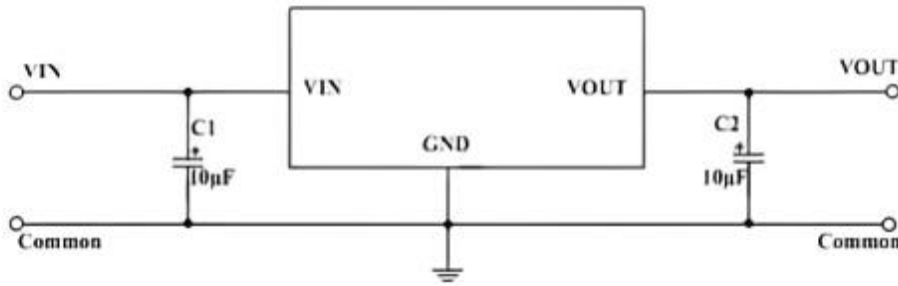 VIN
VOUT
VIN
VOUT
C1
C2
GND
10μF
10μF
Common
Common